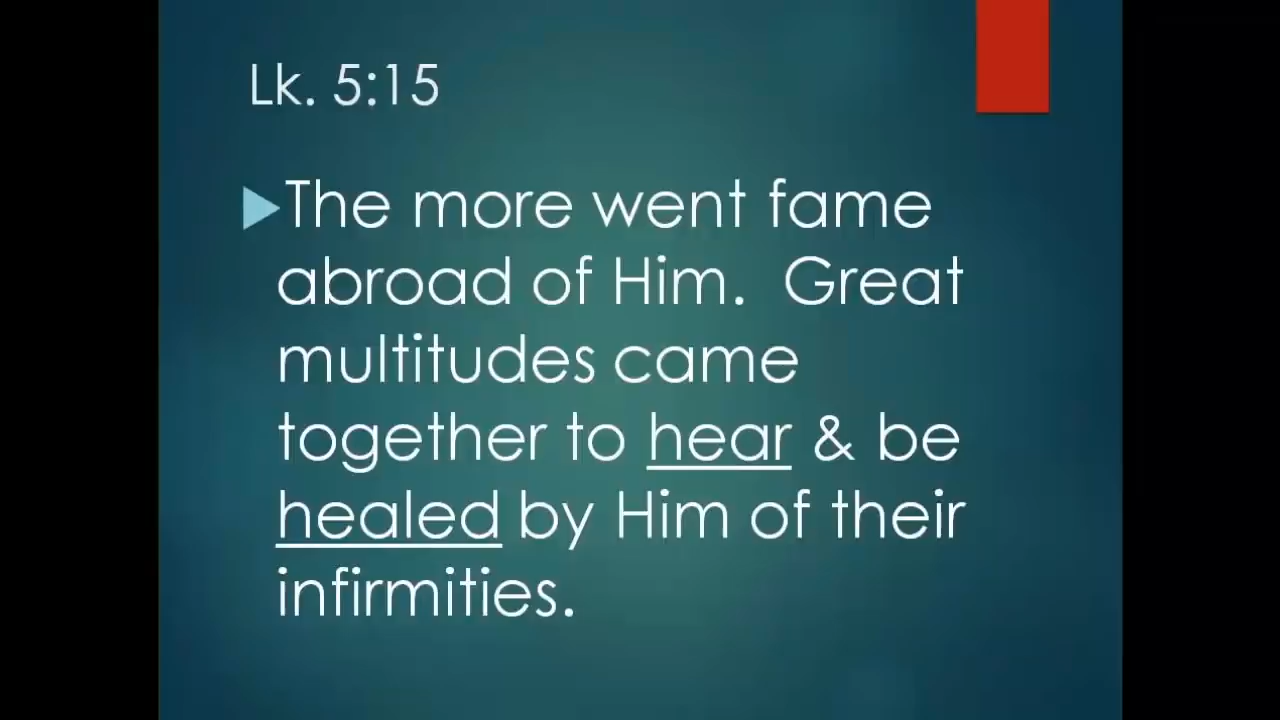 Lk. 5:15
The more went fame
abroad of Him.  Great
multitudes came
together to hear & be
healed by Him of their
infirmities.